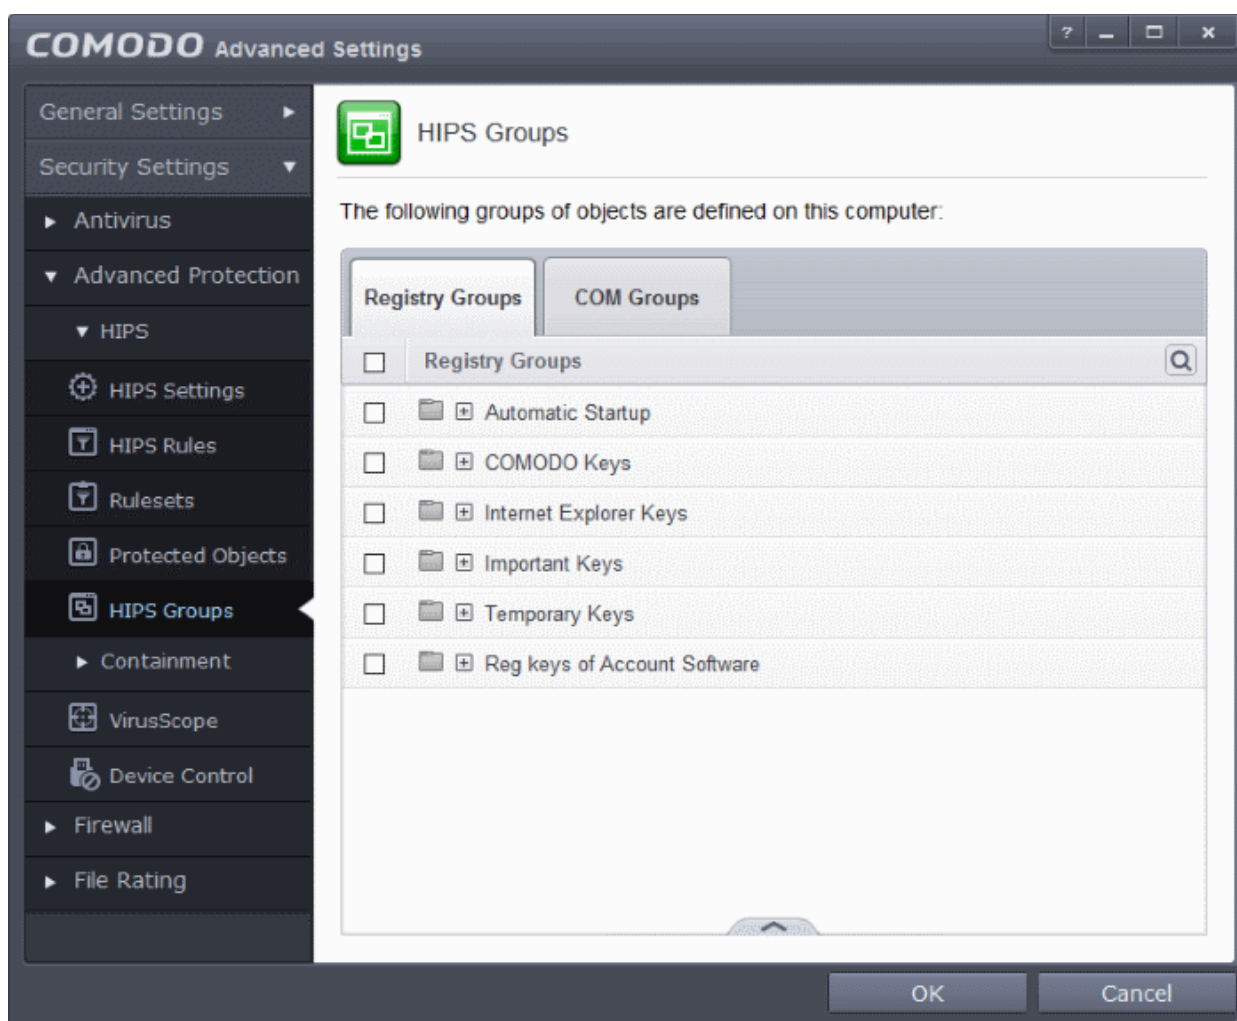 COMODO Advanced Settings
?
General Settings
Security Settings
Antivirus
Advanced Protection
HIPS
HIPS Settings
HIPS Rules
Rulesets
Protected Objects
HIPS Groups
Containment
VirusScope
Device Control
Firewall
File Rating
HIPS Groups
The following groups of objects are defined on this computer:
Registry Groups COM Groups
Registry Groups
Automatic Startup
COMODO Keys
Internet Explorer Keys
Important Keys
Temporary Keys
Reg keys of Account Software
OK Cancel